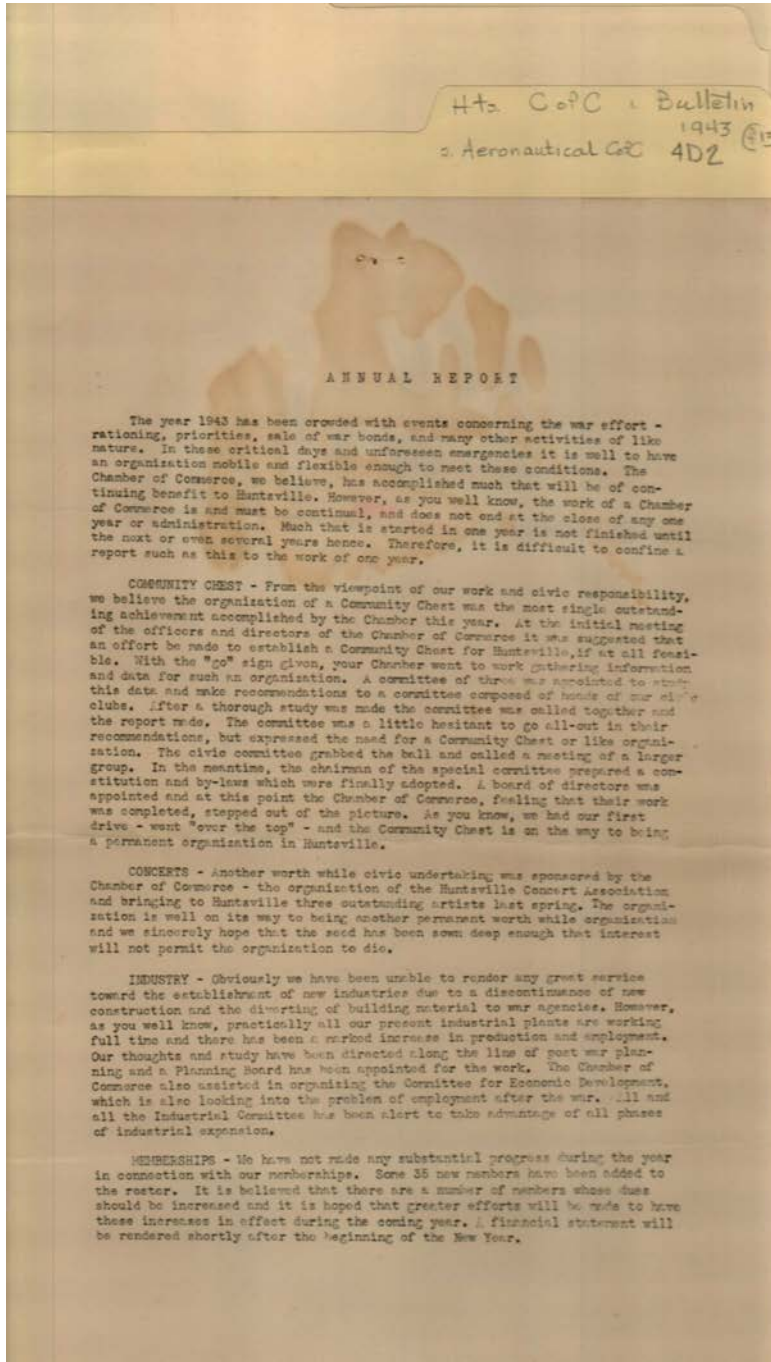 Hts CofC : Bulletin
1943
2. Aeronautical CofC 4D2
ANNUAL REPORT
The year 1943 has been crowded with events concerning the war effort -
rationing, priorities, sale of war bonds, and many other activities of like
nature. In these critical days and unforeseen emergencies it is well to have
an organization mobile and flexible enough to meet these conditions. The
Chamber of Commerce, we believe, has accomplished much that will be of con-
tinuing benefit to Huntsville. However, as you well know, the work of a Chamber
of Commerce is and must be continual, and does not end at the close of any one
year or administration. Much that is started in one year is not finished until
the next or even several years hence. Therefore, it is difficult to confine a
report such as this to the work of one year.
COMMUNITY CHEST - From the viewpoint of our work and civic responsibility,
we believe the organization of a Community Chest was the most single outstand-
ing achievement accomplished by the Chamber this year. At the initial meeting
of the officers and directors of the Chamber of Commerce it was suggested that
an effort be made to establish a Community Chest for Huntsville,if at all feasi-
ble. With the "go" sign given, your Chamber went to work gathering information
and data for such an organization. A committee of three was appointed to study
this data and make recommendations to a committee composed of heads of our civic
clubs. After a thorough study was made the committee was called together and
the report made. The committee was a little hesitant to go all-out in their
recommendations, but expressed the need for a Community Chest or like organi-
zation. The civic committee grabbed the ball and called a meeting of a larger
group. In the meantime, the chairman of the special committee prepared a con-
stitution and by-laws which were finally adopted. A board of directors was
appointed and at this point the Chamber of Commerce, feeling that their work
was completed, stepped out of the picture. As you know, we had our first
drive - went "over the top" - and the Community Chest is on the way to being
a permanent organization in Huntsville.
CONCERTS - Another worth while civic undertaking was sponsored by the
Chamber of Commerce - the organization of the Huntsville Concert Association
and bringing to Huntsville three outstanding artists last spring. The organi-
zation is well on its way to being another permanent worth while organization
and we sincerely hope that the seed has been sown deep enough that interest
will not permit the organization to die.
INDUSTRY - Obviously we have been unable to render any great service
toward the establishment of new industries due to a discontinuance of new
construction and the diverting of building material to war agencies. However,
as you well know, practically all our present industrial plants are working
full time and there has been a marked increase in production and employment.
Our thoughts and study have been directed along the line of post war plan-
ning and a Planning Board has been appointed for the work. The Chamber of
Commerce also assisted in organizing the Committee for Economic Development,
which is also looking into the problem of employment after the war. All and
all the Industrial Committee has been alert to take advantage of all phases
of industrial expansion.
MEMBERSHIPS - We have not made any substantial progress during the year
in connection with our memberships. Some 35 new members have been added to
the roster. It is believed that there are a number of members whose dues
should be increased and it is hoped that greater efforts will be made to have
these increases in effect during the coming year. A financial statement will
be rendered shortly after the beginning of the New Year.